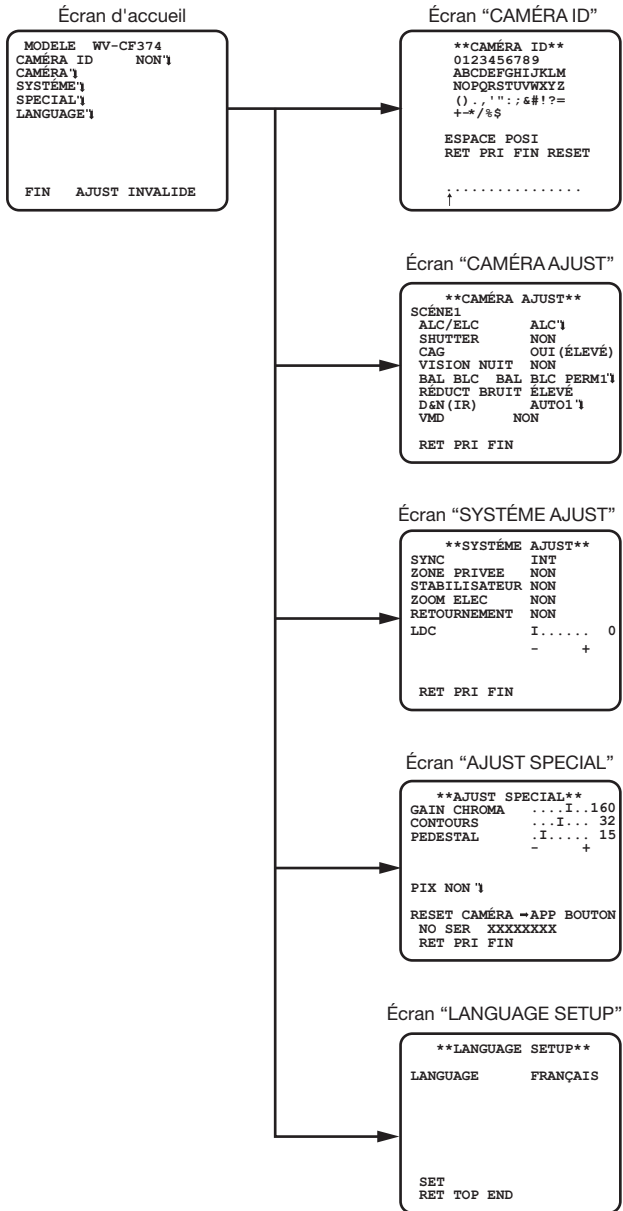 Écran d'accueil
MODELE WV-CF374
CAMÉRA ID NON
CAMÉRA
SYSTÉME
SPECIAL
LANGUAGE
FIN AJUST INVALIDE
Écran “CAMÉRA ID”
**CAMÉRA ID**
0123456789
ABCDEFGHIJKLM
NOPQRSTUVWXYZ
().,'":;&#!?=
+-*/%$
ESPACE POSI
RET PRI FIN RESET
................
↑
Écran “CAMÉRA AJUST”
**CAMÉRA AJUST**
SCÉNE1
ALC/ELC ALC
SHUTTER NON
CAG OUI(ÉLEVÉ)
VISION NUIT NON
BAL BLC BAL BLC PERM1
RÉDUCT BRUIT ÉLEVÉ
D&N(IR) AUTO1
VMD NON
RET PRI FIN
Écran “SYSTÉME AJUST”
**SYSTÉME AJUST**
SYNC INT
ZONE PRIVEE NON
STABILISATEUR NON
ZOOM ELEC NON
RETOURNEMENT NON
LDC I...... 0
- +
RET PRI FIN
Écran “AJUST SPECIAL”
**AJUST SPECIAL**
GAIN CHROMA ....I..160
CONTOURS ...I... 32
PEDESTAL .I..... 15
- +
PIX NON
RESET CAMÉRA →APP BOUTON
NO SER XXXXXXXX
RET PRI FIN
Écran “LANGUAGE SETUP”
**LANGUAGE SETUP**
LANGUAGE FRANÇAIS
SET
RET TOP END